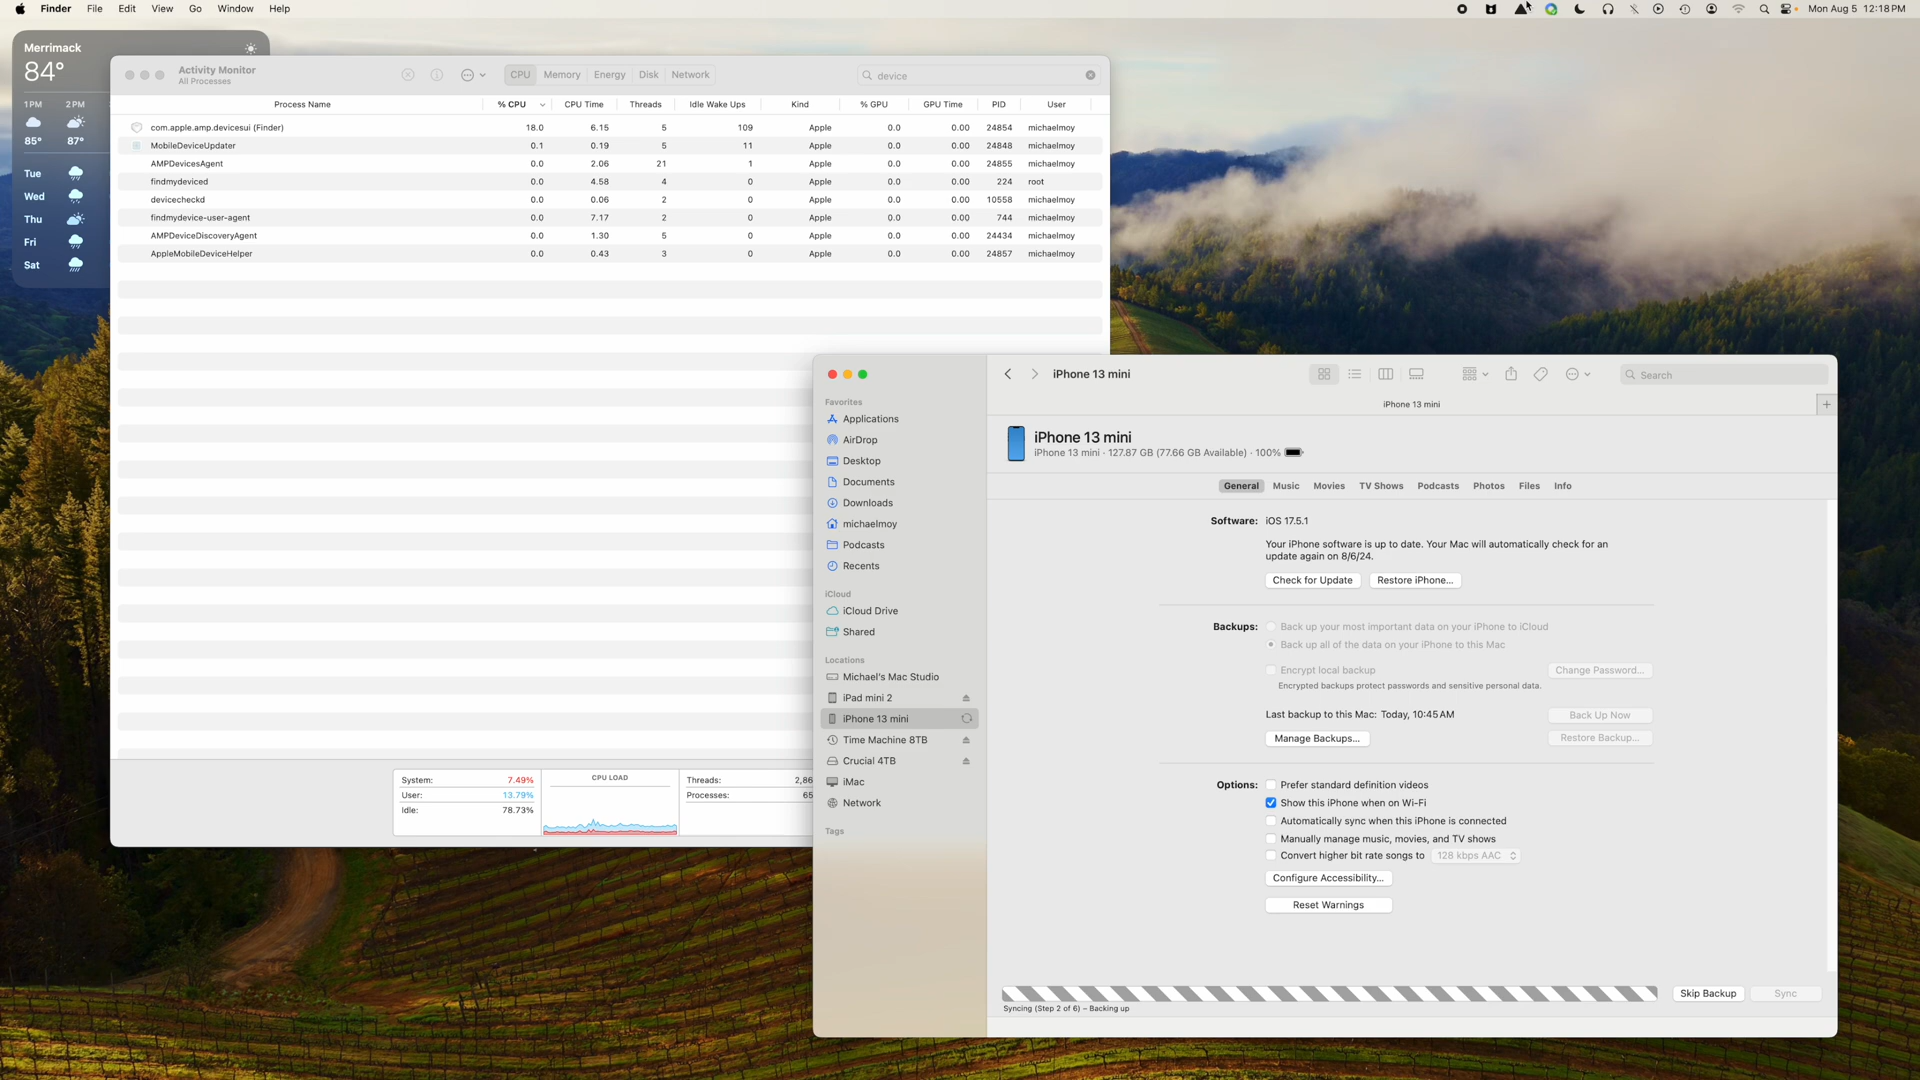 Finder File Edit View Go Window Help
Mon Aug 5 12:18 PM
Merrimack
84°
1 PM 2 PM
85° 87°
Tue
Wed
Thu
Fri
Sat
Activity Monitor
All Processes
CPU Memory Energy Disk Network
device
Process Name % CPU CPU Time Threads Idle Wake Ups Kind % GPU GPU Time PID User
com.apple.amp.devicesui (Finder) 18.0 6.15 5 109 Apple 0.0 0.00 24854 michaelmoy
MobileDeviceUpdater 0.1 0.19 5 11 Apple 0.0 0.00 24848 michaelmoy
AMPDevicesAgent 0.0 2.06 21 1 Apple 0.0 0.00 24855 michaelmoy
findmydeviced 0.0 4.58 4 0 Apple 0.0 0.00 224 root
devicecheckd 0.0 0.06 2 0 Apple 0.0 0.00 10558 michaelmoy
findmydevice-user-agent 0.0 7.17 2 0 Apple 0.0 0.00 744 michaelmoy
AMPDeviceDiscoveryAgent 0.0 1.30 5 0 Apple 0.0 0.00 24434 michaelmoy
AppleMobileDeviceHelper 0.0 0.43 3 0 Apple 0.0 0.00 24857 michaelmoy
System: 7.49%
User: 13.79%
Idle: 78.73%
CPU LOAD
Threads: 2,86
Processes: 65
Favorites
Applications
AirDrop
Desktop
Documents
Downloads
michaelmoy
Podcasts
Recents
iCloud
iCloud Drive
Shared
Locations
Michael's Mac Studio
iPad mini 2
iPhone 13 mini
Time Machine 8TB
Crucial 4TB
iMac
Network
Tags
iPhone 13 mini
Search
iPhone 13 mini
iPhone 13 mini
iPhone 13 mini · 127.87 GB (77.66 GB Available) · 100%
General Music Movies TV Shows Podcasts Photos Files Info
Software: iOS 17.5.1
Your iPhone software is up to date. Your Mac will automatically check for an
update again on 8/6/24.
Check for Update Restore iPhone...
Backups: Back up your most important data on your iPhone to iCloud
Back up all of the data on your iPhone to this Mac
Encrypt local backup Change Password...
Encrypted backups protect passwords and sensitive personal data.
Last backup to this Mac: Today, 10:45 AM Back Up Now
Manage Backups... Restore Backup...
Options: Prefer standard definition videos
Show this iPhone when on Wi-Fi
Automatically sync when this iPhone is connected
Manually manage music, movies, and TV shows
Convert higher bit rate songs to 128 kbps AAC
Configure Accessibility...
Reset Warnings
Skip Backup Sync
Syncing (Step 2 of 6) – Backing up